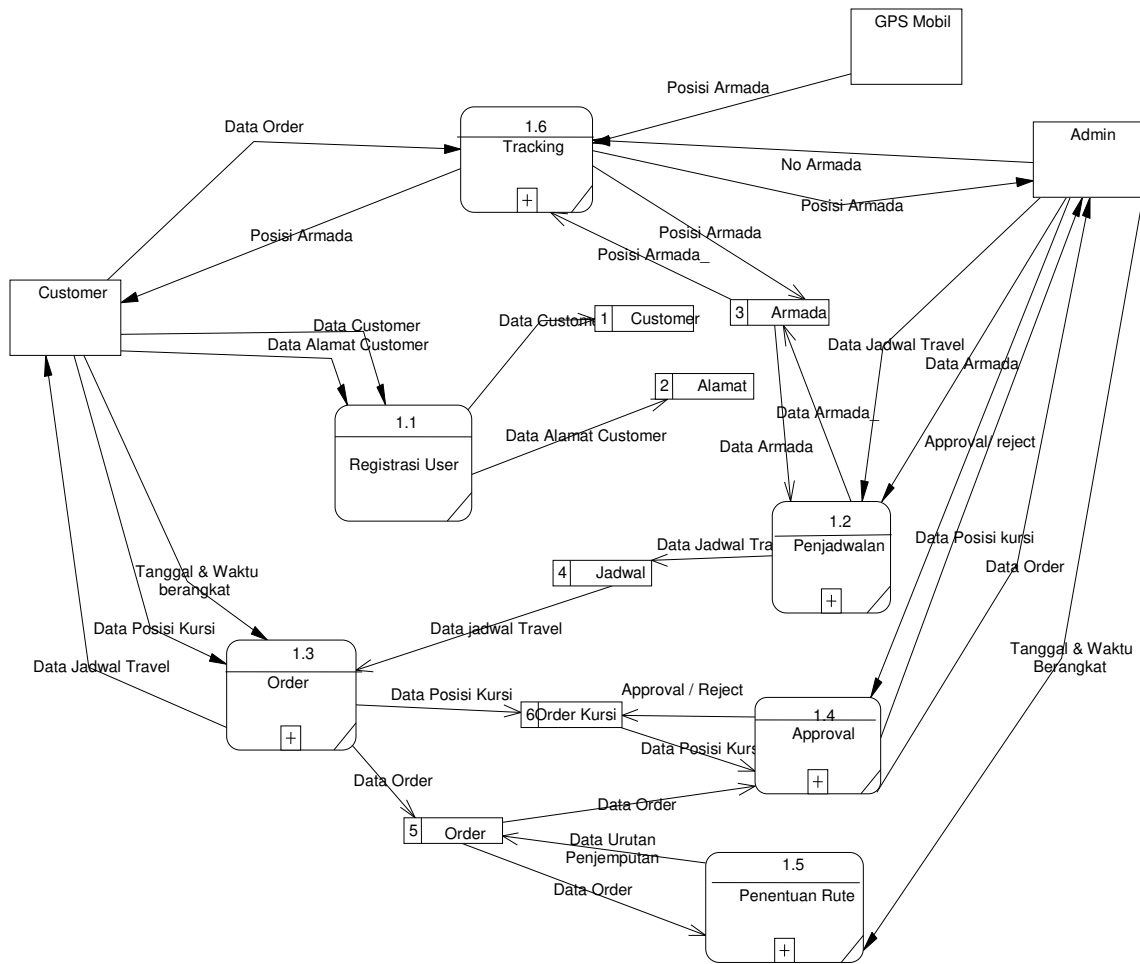 GPS Mobil
Posisi Armada
1.6
Tracking
+
Data Order
No Armada
Admin
Posisi Armada
Posisi Armada
Posisi Armada
Posisi Armada_
Customer
Data Customer
Data Alamat Customer
Data Custome
1 Customer
3 Armada
Data Jadwal Travel
Data Armada
2 Alamat
1.1
Registrasi User
Data Alamat Customer
Data Armada_
Data Armada
Approval/ reject
1.2
Penjadwalan
+
Data Posisi kursi
Data Order
Data Jadwal Tra
4 Jadwal
Tanggal & Waktu
berangkat
Data Posisi Kursi
Data jadwal Travel
Data Jadwal Travel
1.3
Order
+
Tanggal & Waktu
Berangkat
Data Posisi Kursi
Approval / Reject
6 Order Kursi
1.4
Approval
+
Data Posisi Kurs
Data Order
Data Order
5 Order
Data Urutan
Penjemputan
Data Order
1.5
Penentuan Rute
+